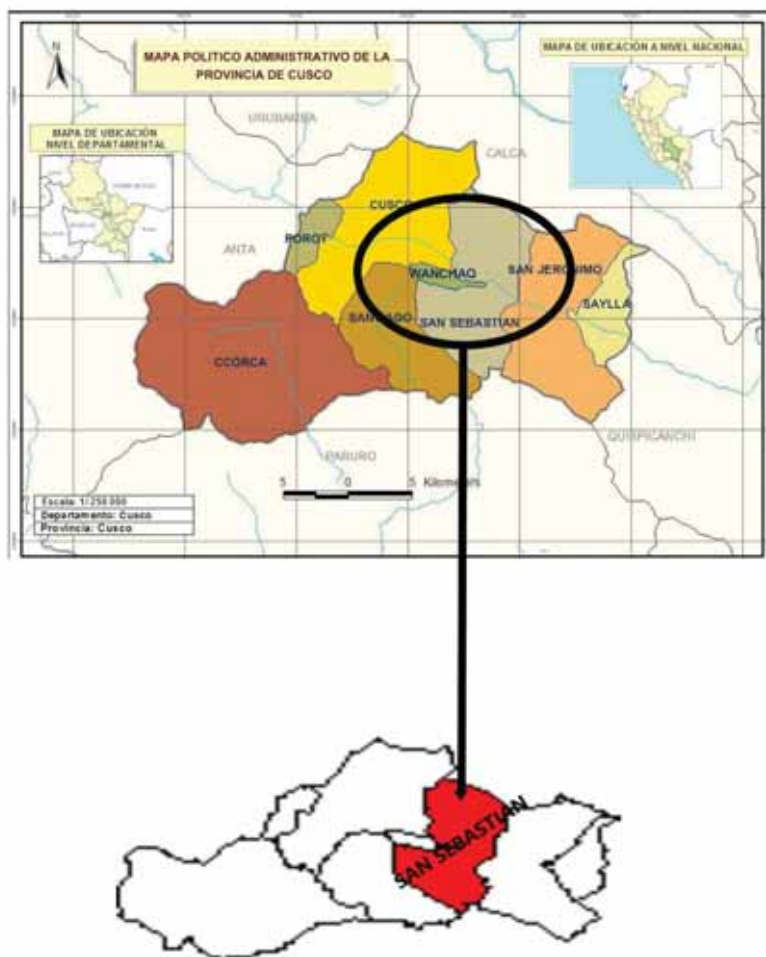 N
MAPA POLITICO ADMINISTRATIVO DE LA
PROVINCIA DE CUSCO
MAPA DE UBICACIÓN A NIVEL NACIONAL
MAPA DE UBICACIÓN
NIVEL DEPARTAMENTAL
URUBAMBA
CALCA
ANTA
CUSCO
POROY
WANCHAQ
SAN JERONIMO
SAYLLA
SANTIAGO
SAN SEBASTIAN
CCORCA
PARURO
QUISPICANCHI
5 0 5 Kilometers
Escala: 1/250 000
Departamento: Cusco
Provincia: Cusco
SAN SEBASTIAN